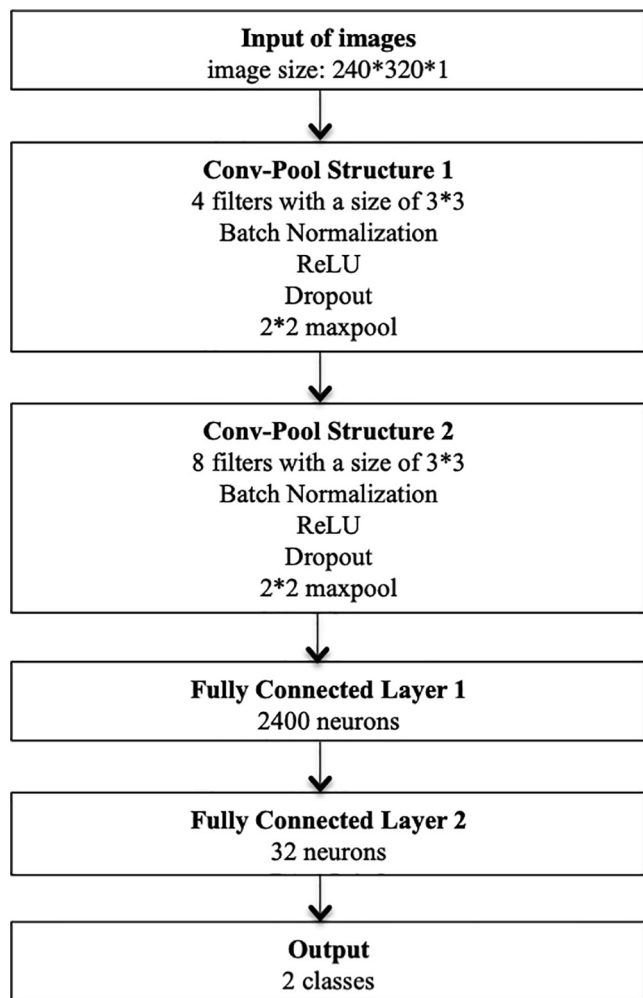 Input of images
image size: 240*320*1
Conv-Pool Structure 1
4 filters with a size of 3*3
Batch Normalization
ReLU
Dropout
2*2 maxpool
Conv-Pool Structure 2
8 filters with a size of 3*3
Batch Normalization
ReLU
Dropout
2*2 maxpool
Fully Connected Layer 1
2400 neurons
Fully Connected Layer 2
32 neurons
Output
2 classes